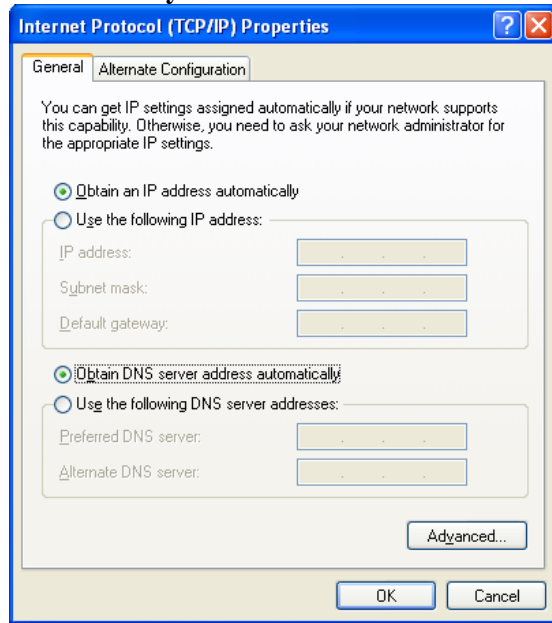 Internet Protocol (TCP/IP) Properties
General
Alternate Configuration
You can get IP settings assigned automatically if your network supports
this capability. Otherwise, you need to ask your network administrator for
the appropriate IP settings.
Obtain an IP address automatically
Use the following IP address:
IP address:
Subnet mask:
Default gateway:
Obtain DNS server address automatically
Use the following DNS server addresses:
Preferred DNS server:
Alternate DNS server:
Advanced...
OK
Cancel